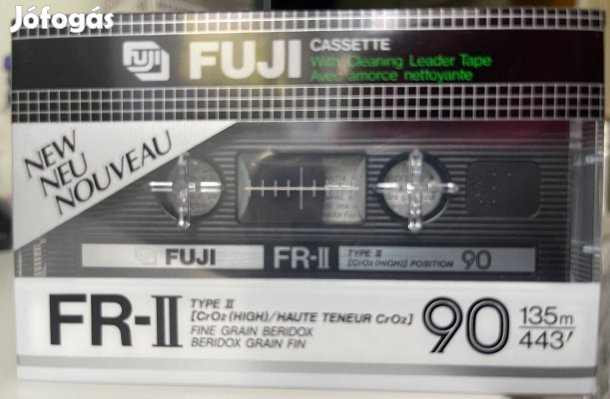 Jófogás
FUJI
FUJI
CASSETTE
With Cleaning Leader Tape
Avec amorce nettoyante
NEW
NEU
NOUVEAU
FUJI
FR-II
TYPE II
[CrO2 (HIGH)] POSITION
90
FR-II
TYPE II
[CrO2 (HIGH)/HAUTE TENEUR CrO2]
FINE GRAIN BERIDOX
BERIDOX GRAIN FIN
90
135m
443′